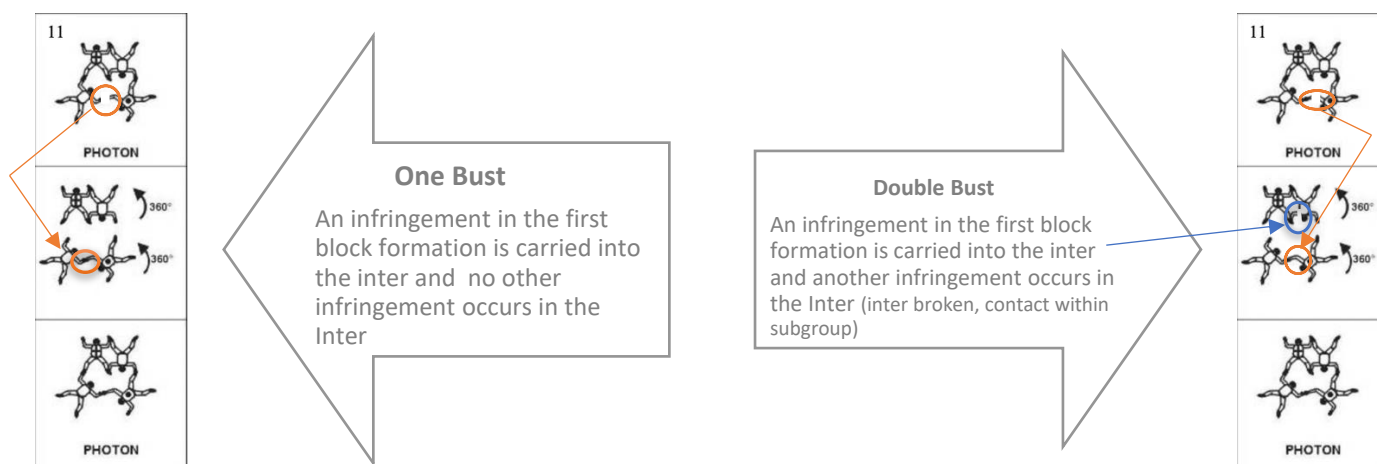 11
PHOTON
360°
360°
PHOTON
One Bust
An infringement in the first
block formation is carried into
the inter and no other
infringement occurs in the
Inter
Double Bust
An infringement in the first block
formation is carried into the inter
and another infringement occurs in
the Inter (inter broken, contact within
subgroup)
11
PHOTON
360°
360°
PHOTON